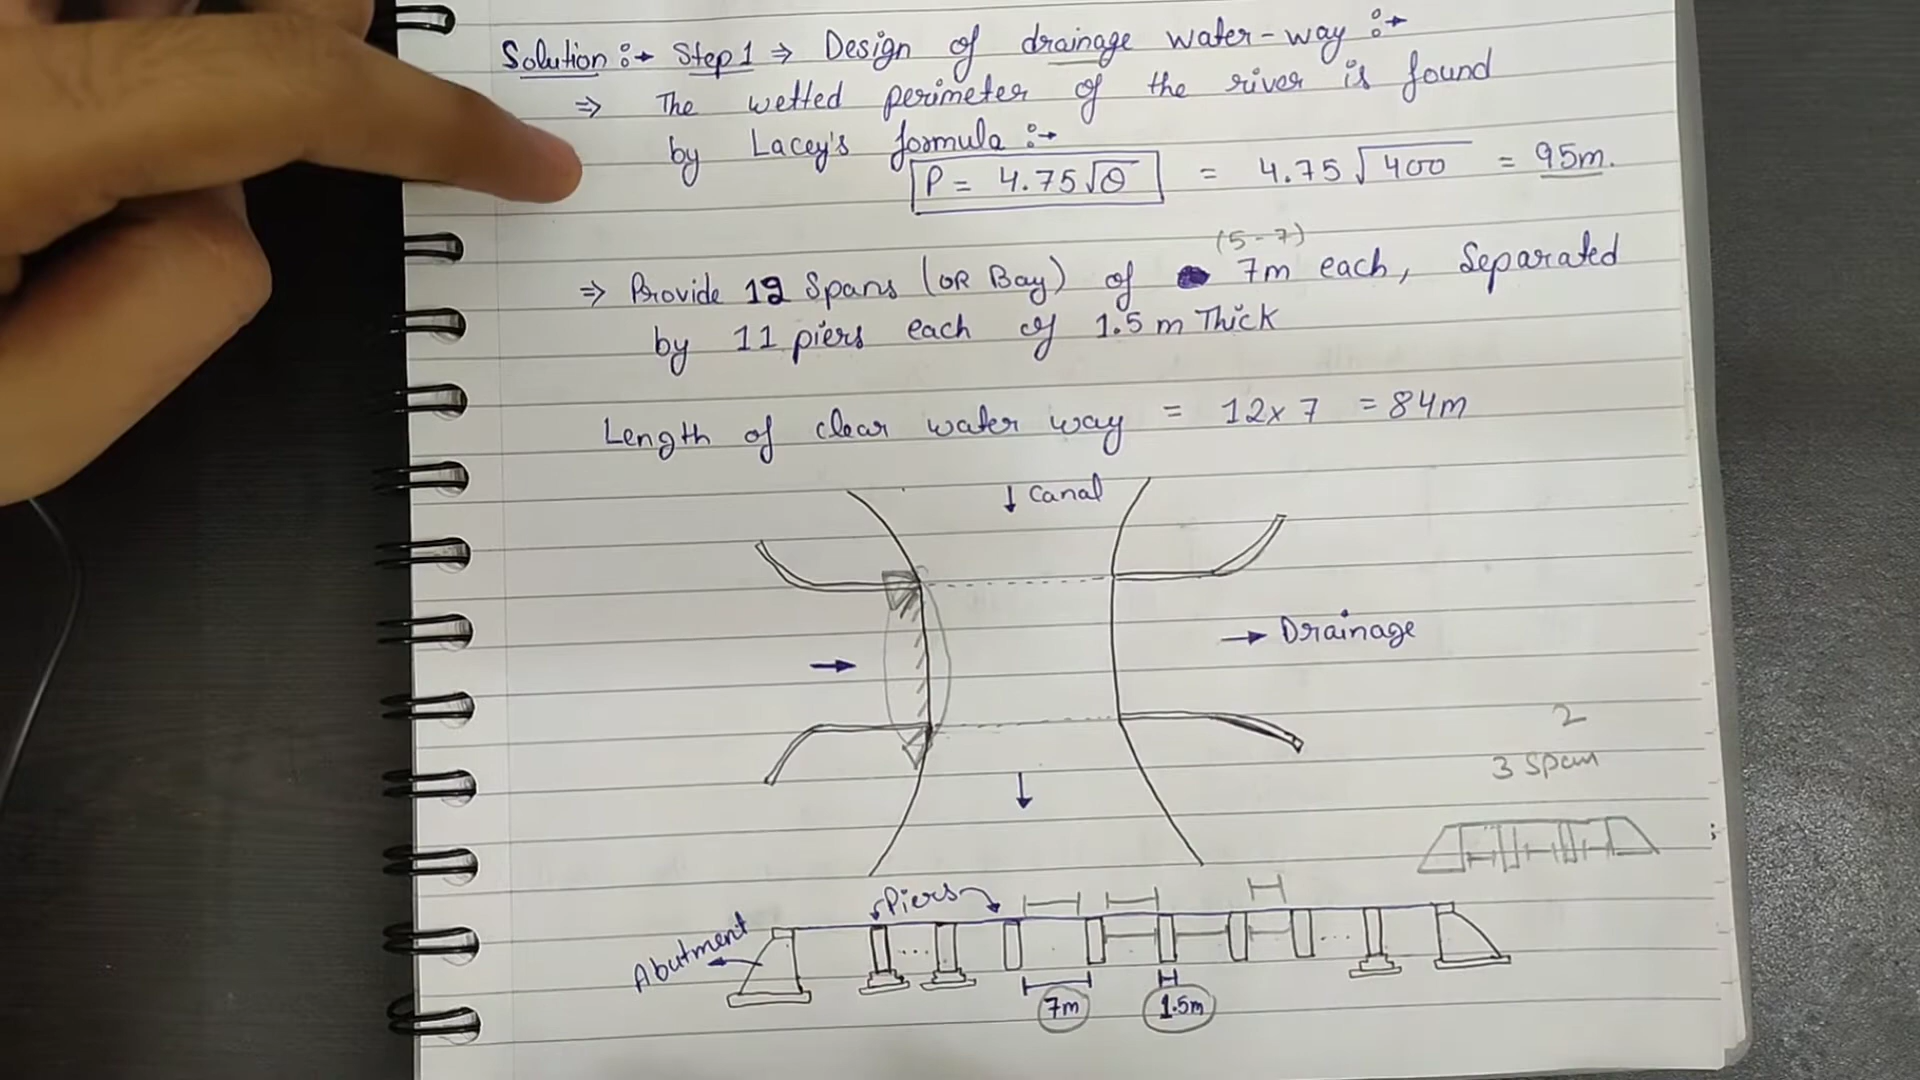 Solution :→ Step 1 ⇒ Design of drainage water-way :→
⇒ The wetted perimeter of the river is found
by Lacey's formula :→
P = 4.75√Q = 4.75√400 = 95m.
(5-7)
⇒ Provide 12 Spans (OR Bay) of 7m each, Separated
by 11 piers each of 1.5 m Thick
Length of clear water way = 12x7 = 84m
↓ Canal
→ Drainage
2
3 Span
Piers
Abutment
7m
1.5m